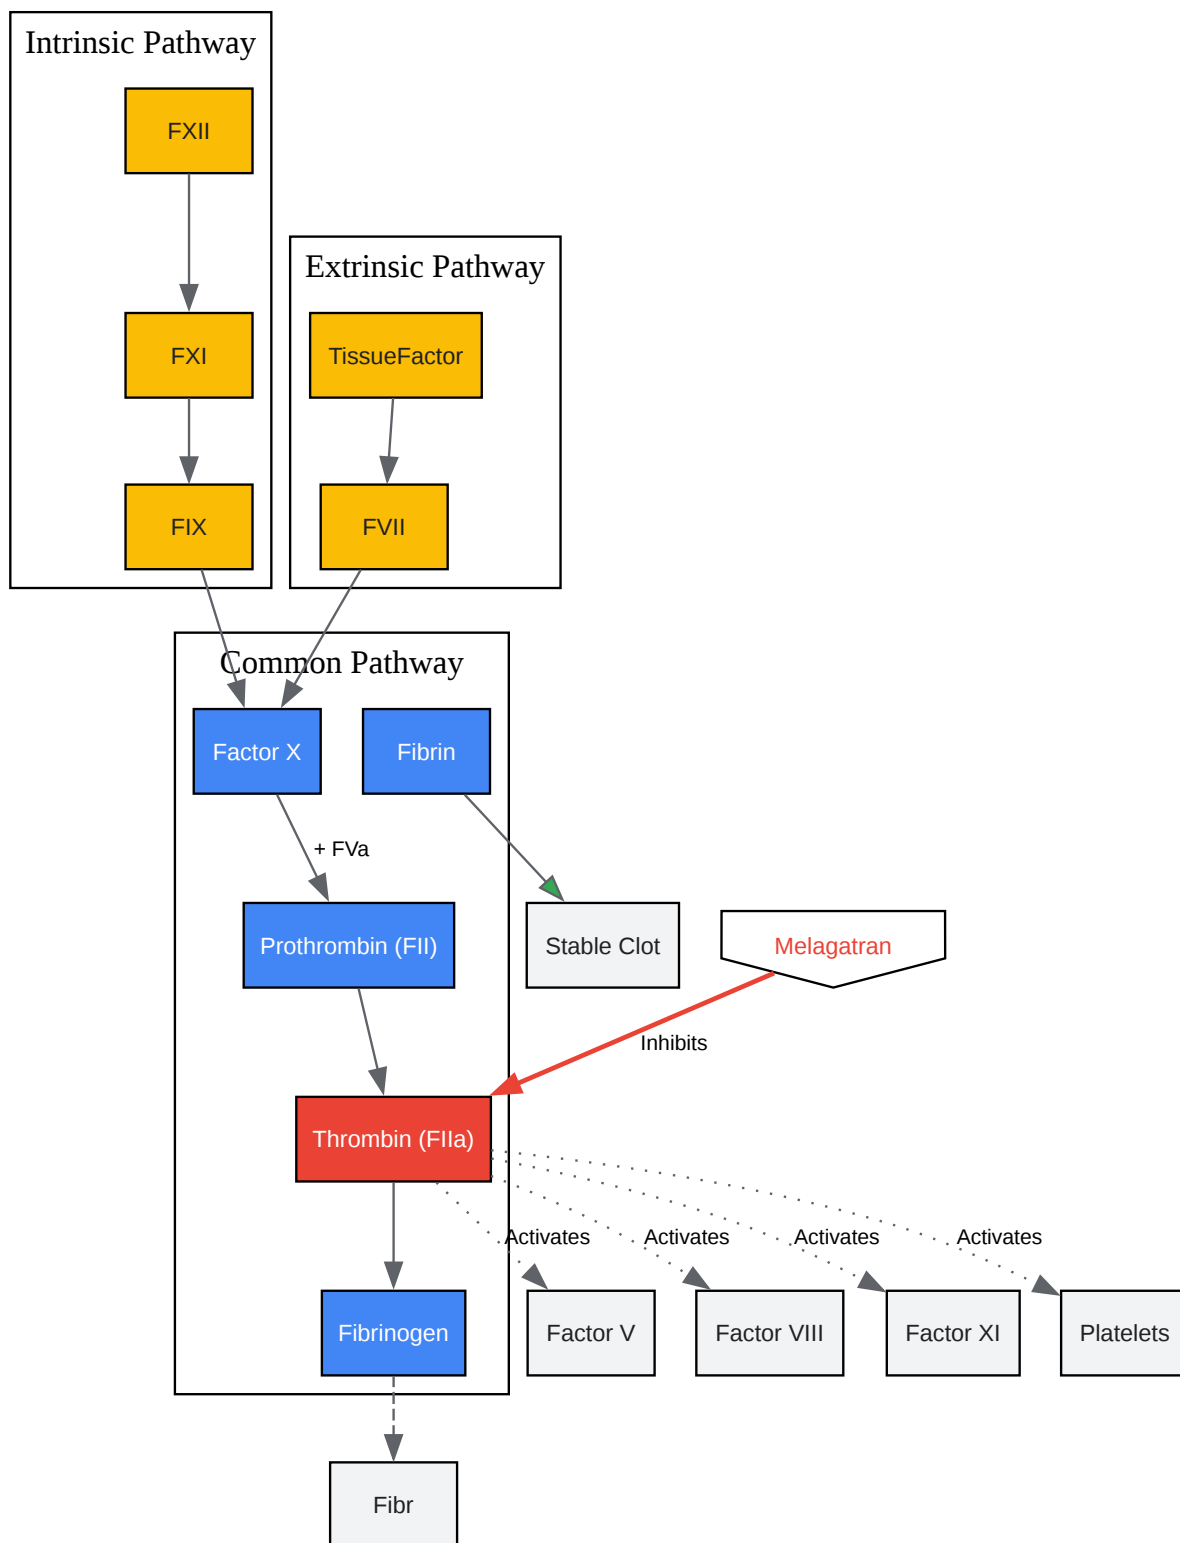 Intrinsic Pathway
FXII
Extrinsic Pathway
FXI
TissueFactor
FIX
FVII
Common Pathway
Factor X
Fibrin
+ FVa
Prothrombin (FII)
Stable Clot
Melagatran
Inhibits
Thrombin (FIIa)
Activates
Activates
Activates
Activates
Fibrinogen
Factor V
Factor VIII
Factor XI
Platelets
Fibr